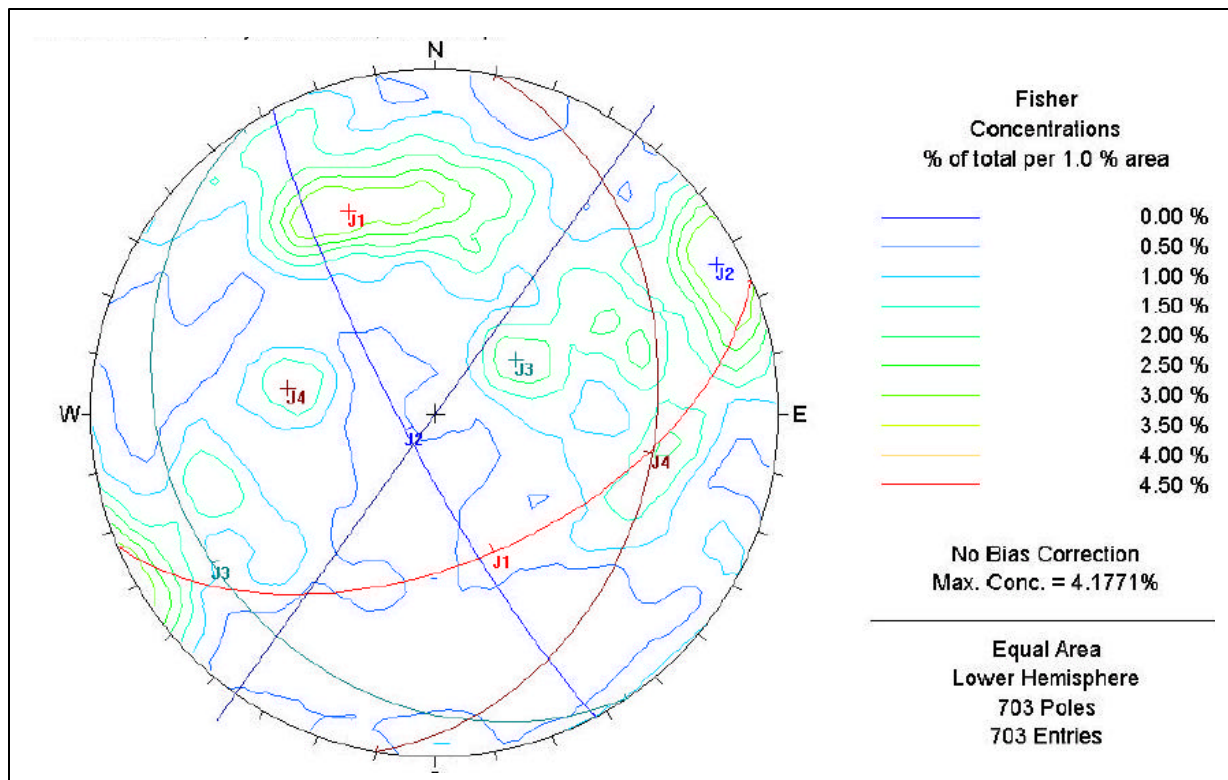 N
J1
J2
J3
J4
W
E
J2
J4
J1
J3
Fisher
Concentrations
% of total per 1.0 % area
0.00 %
0.50 %
1.00 %
1.50 %
2.00 %
2.50 %
3.00 %
3.50 %
4.00 %
4.50 %
No Bias Correction
Max. Conc. = 4.1771%
Equal Area
Lower Hemisphere
703 Poles
703 Entries